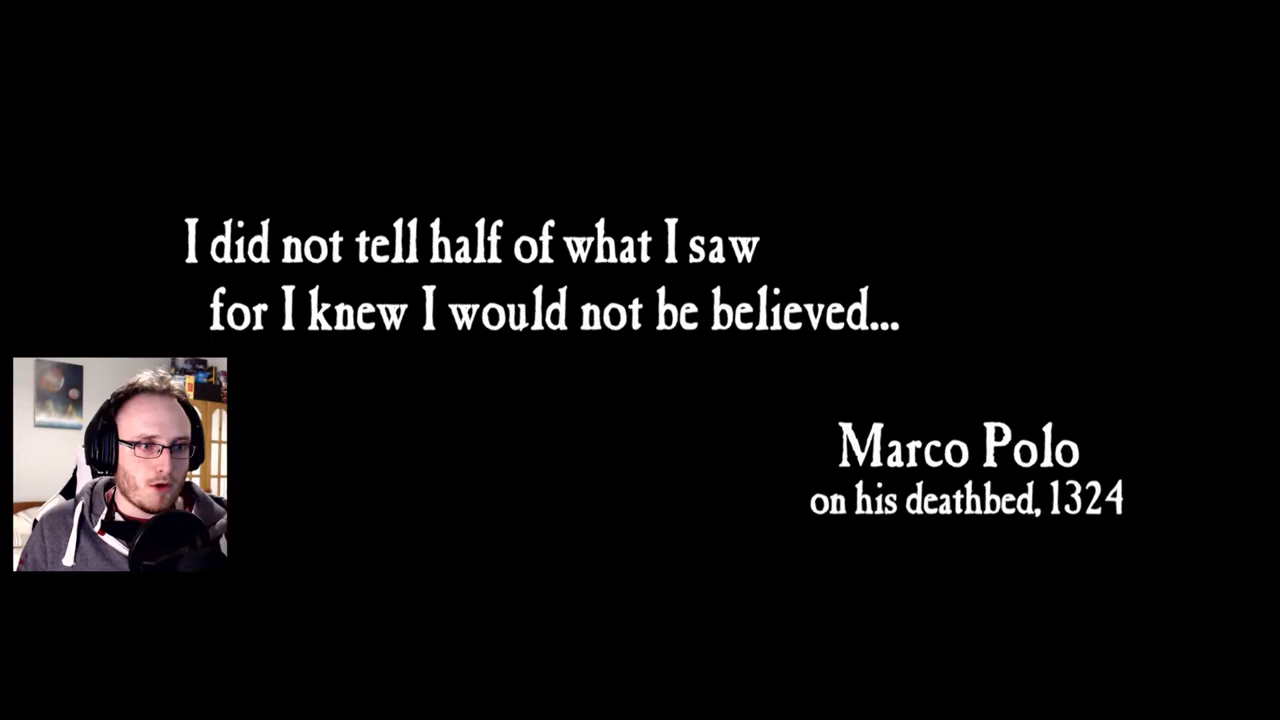 I did not tell half of what I saw
for I knew I would not be believed...
Marco Polo
on his deathbed, 1324